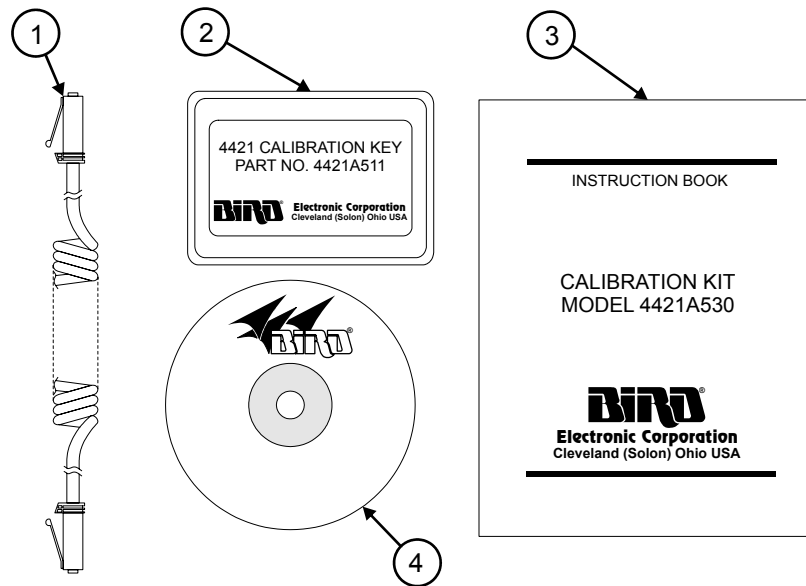 1
2
3
4421 CALIBRATION KEY
PART NO. 4421A511
BIRD Electronic Corporation
Cleveland (Solon) Ohio USA
INSTRUCTION BOOK
CALIBRATION KIT
MODEL 4421A530
BIRD®
Electronic Corporation
Cleveland (Solon) Ohio USA
BIRD®
4